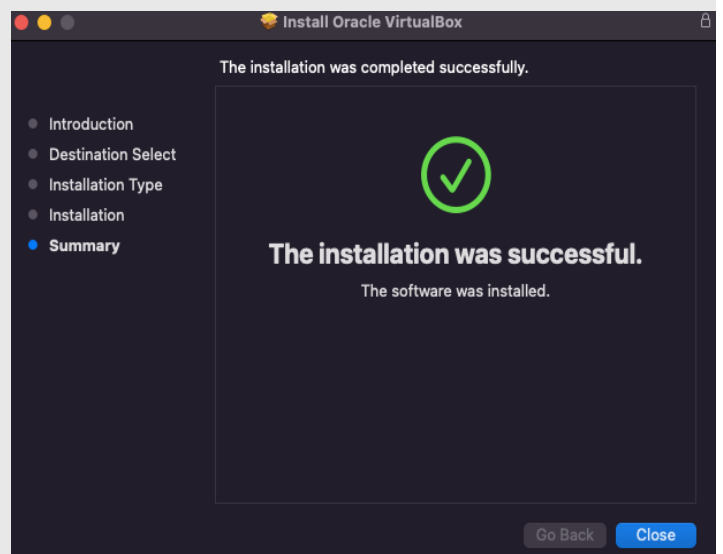 Install Oracle VirtualBox
The installation was completed successfully.
Introduction
Destination Select
Installation Type
Installation
Summary
The installation was successful.
The software was installed.
Go Back
Close